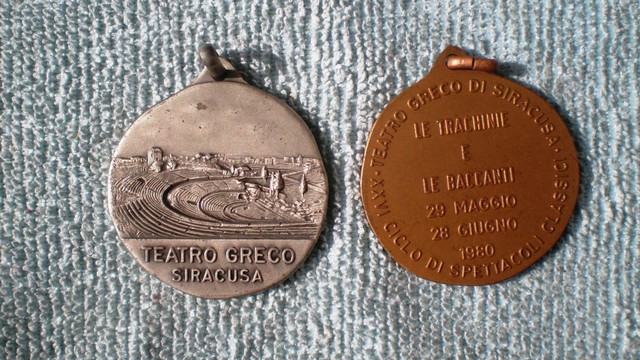 TEATRO GRECO
SIRACUSA
XXVI CICLO DI SPETTACOLI CLASSICI · TEATRO GRECO DI SIRACUSA ·
LE TRACHINIE
E
LE BACCANTI
29 MAGGIO
28 GIUGNO
1980